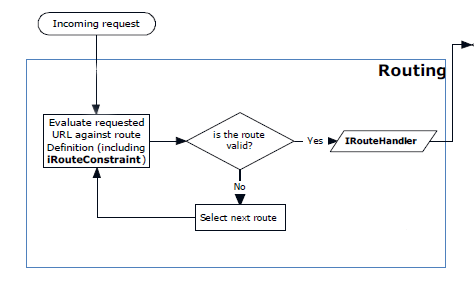 Incoming request
Routing
Evaluate requested
URL against route
Definition (including
iRouteConstraint)
is the route
valid?
Yes
IRouteHandler
No
Select next route